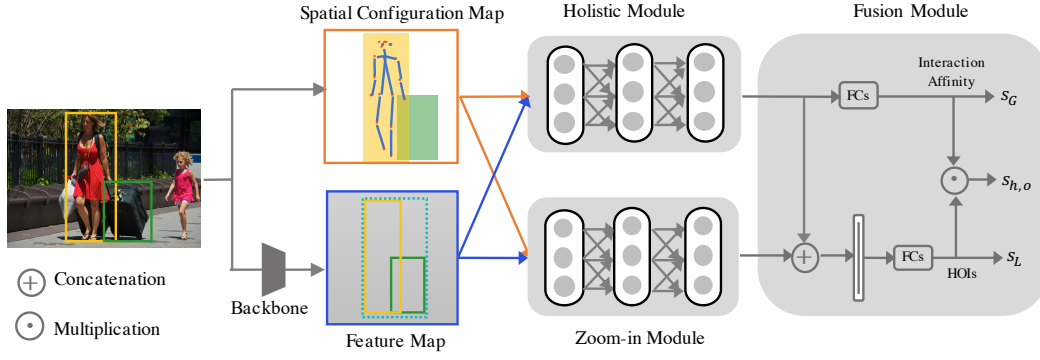 Spatial Configuration Map
Holistic Module
Fusion Module
Interaction
Affinity
FCs
s_G
s_{h,o}
FCs
HOIs
s_L
Concatenation
Multiplication
Backbone
Feature Map
Zoom-in Module